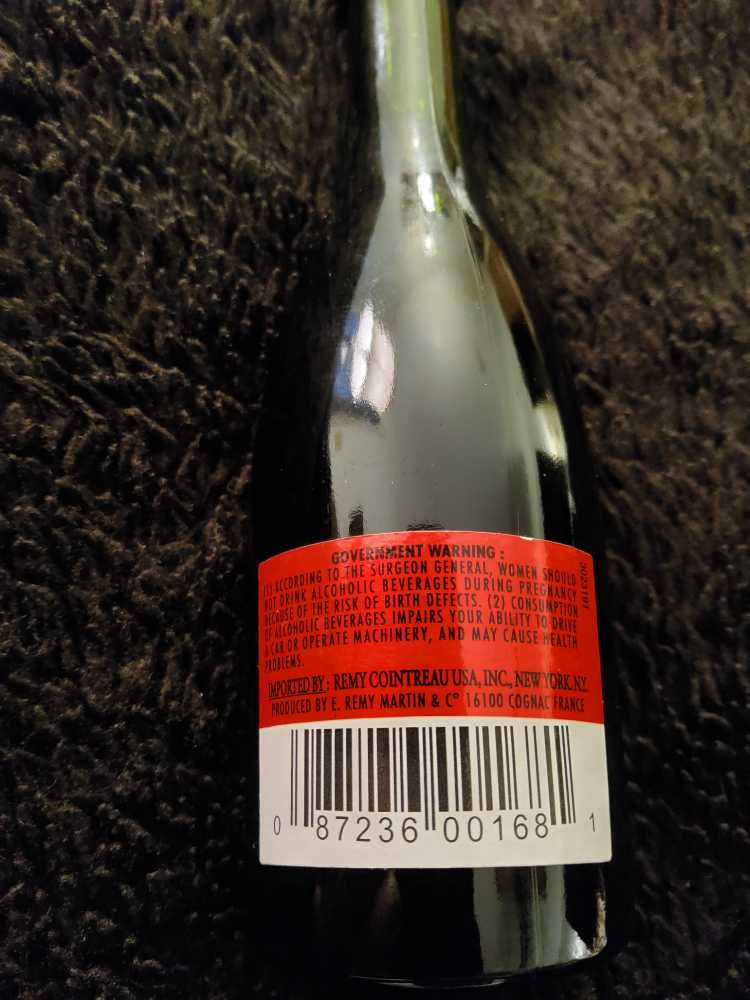 GOVERNMENT WARNING :
(1) ACCORDING TO THE SURGEON GENERAL, WOMEN SHOULD
NOT DRINK ALCOHOLIC BEVERAGES DURING PREGNANCY
BECAUSE OF THE RISK OF BIRTH DEFECTS. (2) CONSUMPTION
OF ALCOHOLIC BEVERAGES IMPAIRS YOUR ABILITY TO DRIVE
A CAR OR OPERATE MACHINERY, AND MAY CAUSE HEALTH
PROBLEMS.
IMPORTED BY : REMY COINTREAU USA, INC., NEW YORK. N.Y.
PRODUCED BY E. REMY MARTIN & C° 16100 COGNAC FRANCE
3023191
0 87236 00168 1